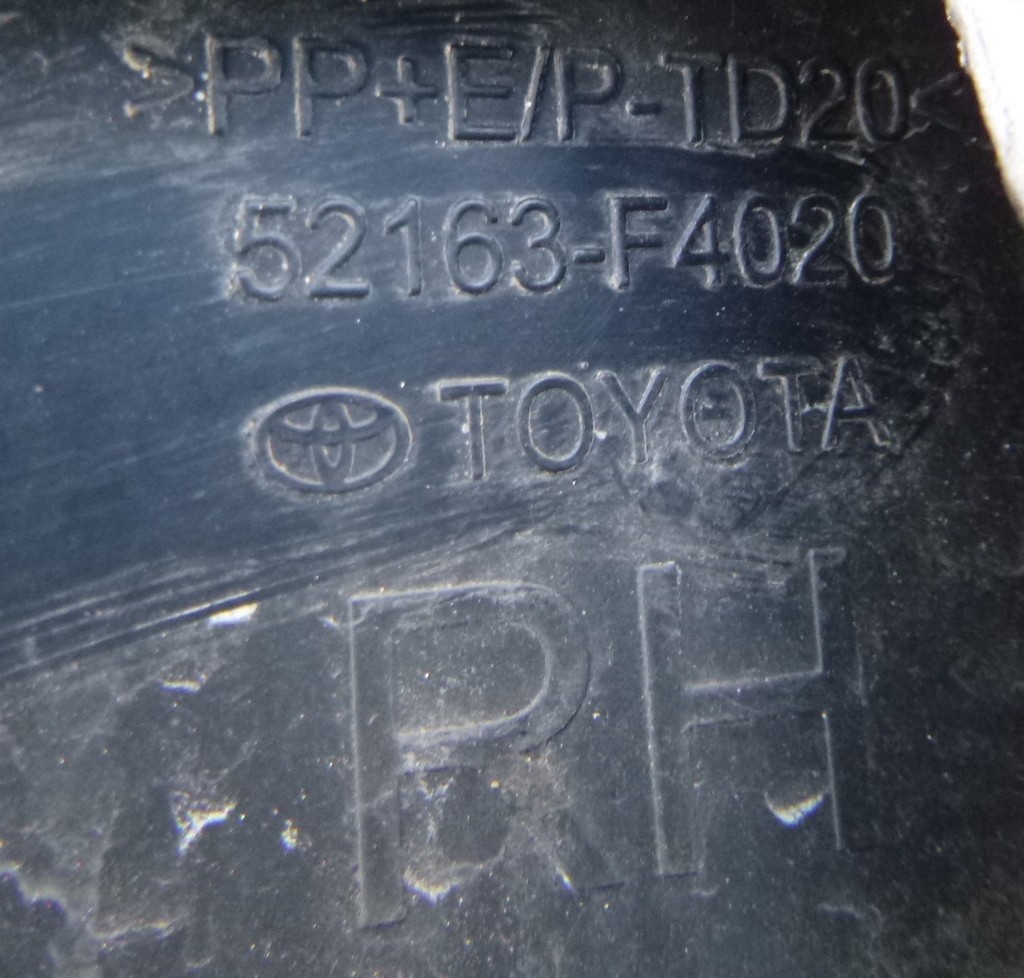 >PP+E/P-TD20<
52163-F4020
TOYOTA
RH